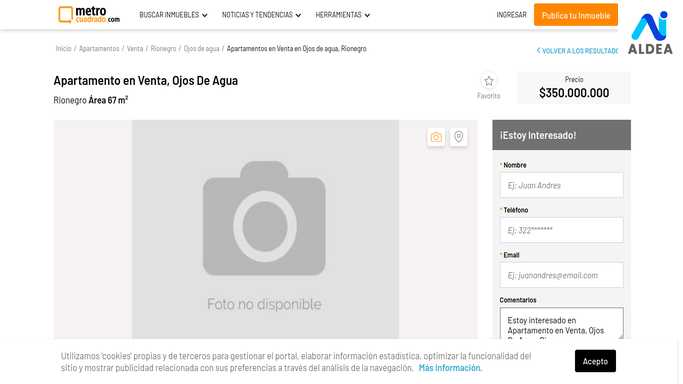 metro
cuadrado.com
BUSCAR INMUEBLES
NOTICIAS Y TENDENCIAS
HERRAMIENTAS
INGRESAR
Publica tu Inmueble
ALDEA
Inicio / Apartamentos / Venta / Rionegro / Ojos de agua / Apartamentos en Venta en Ojos de agua, Rionegro
VOLVER A LOS RESULTAD
Apartamento en Venta, Ojos De Agua
Rionegro Área 67 m²
Favorito
Precio
$350.000.000
Foto no disponible
¡Estoy Interesado!
* Nombre
Ej: Juan Andres
* Teléfono
Ej: 322*******
* Email
Ej: juanandres@email.com
Comentarios
Estoy interesado en
Apartamento en Venta, Ojos
Utilizamos 'cookies' propias y de terceros para gestionar el portal, elaborar información estadística, optimizar la funcionalidad del
sitio y mostrar publicidad relacionada con sus preferencias a través del análisis de la navegación. Más información.
Acepto